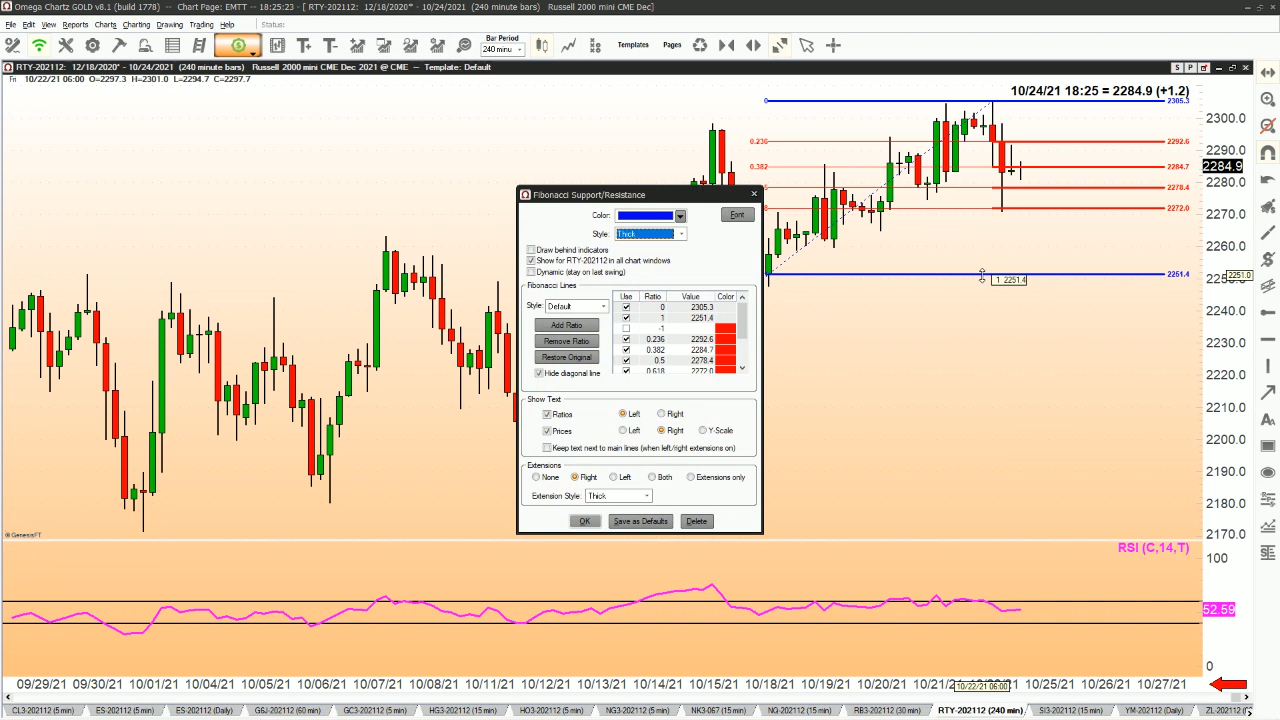 Omega Chartz GOLD v8.1 (build 1778) -- Chart Page: EMTT -- 18:25:23 - [ RTY-202112: 12/18/2020* - 10/24/2021 (240 minute bars) Russell 2000 mini CME Dec]
File Edit View Reports Charts Charting Drawing Trading Help Status:
Bar Period
240 minu Templates Pages
RTY-202112: 12/18/2020* - 10/24/2021 (240 minute bars) Russell 2000 mini CME Dec 2021 @ CME -- Template: Default S P
Fri 10/22/21 06:00 O=2297.3 H=2301.0 L=2294.7 C=2297.7
10/24/21 18:25 = 2284.9 (+1.2)
0 2305.3
2300.0
0.236 2292.6
2290.0
0.382 2284.7
2284.9
2280.0
2278.4
2272.0
2270.0
2260.0
2251.4
2251.0
1 2251.4
2240.0
2230.0
2220.0
2210.0
2200.0
2190.0
2180.0
2170.0
Fibonacci Support/Resistance
Color: Font
Style: Thick
Draw behind indicators
Show for RTY-202112 in all chart windows
Dynamic (stay on last swing)
Fibonacci Lines
Style: Default
Use Ratio Value Color
0 2305.3
1 2251.4
-1
0.236 2292.6
0.382 2284.7
0.5 2278.4
0.618 2272.0
Add Ratio
Remove Ratio
Restore Original
Hide diagonal line
Show Text
Ratios Left Right
Prices Left Right Y-Scale
Keep text next to main lines (when left/right extensions on)
Extensions
None Right Left Both Extensions only
Extension Style: Thick
OK Save as Defaults Delete
© GenesisFT
RSI (C,14,T)
100
52.59
0
09/29/21 09/30/21 10/01/21 10/04/21 10/05/21 10/06/21 10/07/21 10/08/21 10/11/21 10/12/21 10/13/21 10/14/21 10/15/21 10/18/21 10/19/21 10/20/21 10/22/21 06:00 10/25/21 10/26/21 10/27/21
CL3-202112 (5 min) ES-202112 (5 min) ES-202112 (Daily) G6J-202112 (60 min) GC3-202112 (5 min) HG3-202112 (15 min) HO3-202112 (5 min) NG3-202112 (5 min) NK3-067 (15 min) NQ-202112 (15 min) RB3-202112 (30 min) RTY-202112 (240 min) SI3-202112 (15 min) YM-202112 (Daily)